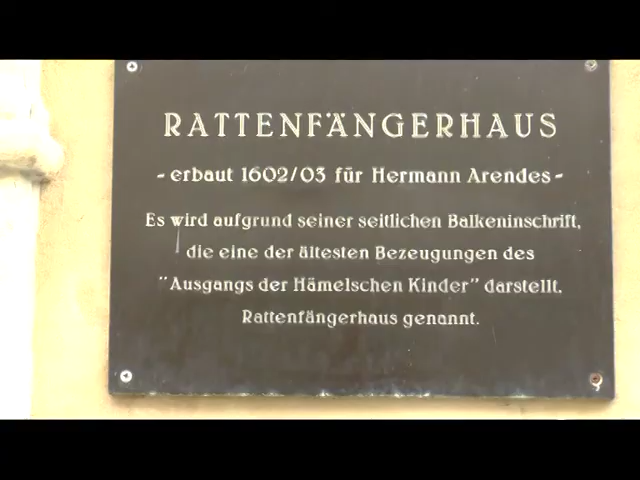 RATTENFÄNGERHAUS
-erbaut 1602/03 für Hermann Arendes-
Es wird aufgrund seiner seitlichen Balkeninschrift,
die eine der ältesten Bezeugungen des
"Ausgangs der Hämelschen Kinder" darstellt,
Rattenfängerhaus genannt.